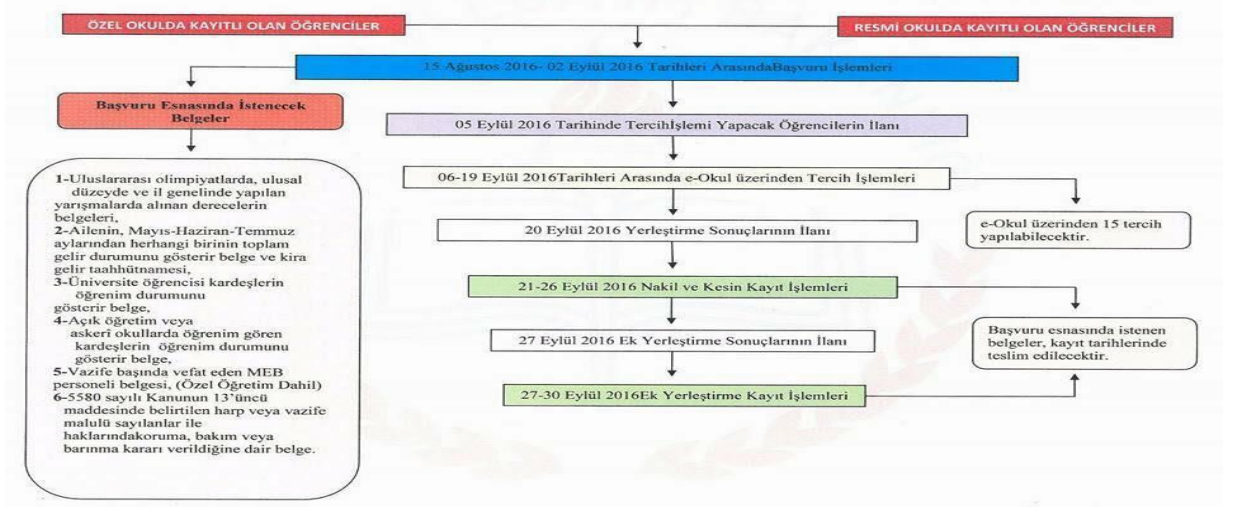 ÖZEL OKULDA KAYITLI OLAN ÖĞRENCİLER
RESMİ OKULDA KAYITLI OLAN ÖĞRENCİLER
15 Ağustos 2016- 02 Eylül 2016 Tarihleri ArasındaBaşvuru İşlemleri
Başvuru Esnasında İstenecek
Belgeler
05 Eylül 2016 Tarihinde Tercihİşlemi Yapacak Öğrencilerin İlanı
1-Uluslararası olimpiyatlarda, ulusal
düzeyde ve il genelinde yapılan
yarışmalarda alınan derecelerin
belgeleri,
2-Ailenin, Mayıs-Haziran-Temmuz
aylarından herhangi birinin toplam
gelir durumunu gösterir belge ve kira
gelir taahhütnamesi,
3-Üniversite öğrencisi kardeşlerin
öğrenim durumunu
gösterir belge,
4-Açık öğretim veya
askeri okullarda öğrenim gören
kardeşlerin öğrenim durumunu
gösterir belge,
5-Vazife başında vefat eden MEB
personeli belgesi, (Özel Öğretim Dahil)
6-5580 sayılı Kanunun 13'üncü
maddesinde belirtilen harp veya vazife
malulü sayılanlar ile
haklarındakoruma, bakım veya
barınma kararı verildiğine dair belge.
06-19 Eylül 2016Tarihleri Arasında e-Okul üzerinden Tercih İşlemleri
e-Okul üzerinden 15 tercih
yapılabilecektir.
20 Eylül 2016 Yerleştirme Sonuçlarının İlanı
21-26 Eylül 2016 Nakil ve Kesin Kayıt İşlemleri
27 Eylül 2016 Ek Yerleştirme Sonuçlarının İlanı
Başvuru esnasında istenen
belgeler, kayıt tarihlerinde
teslim edilecektir.
27-30 Eylül 2016Ek Yerleştirme Kayıt İşlemleri